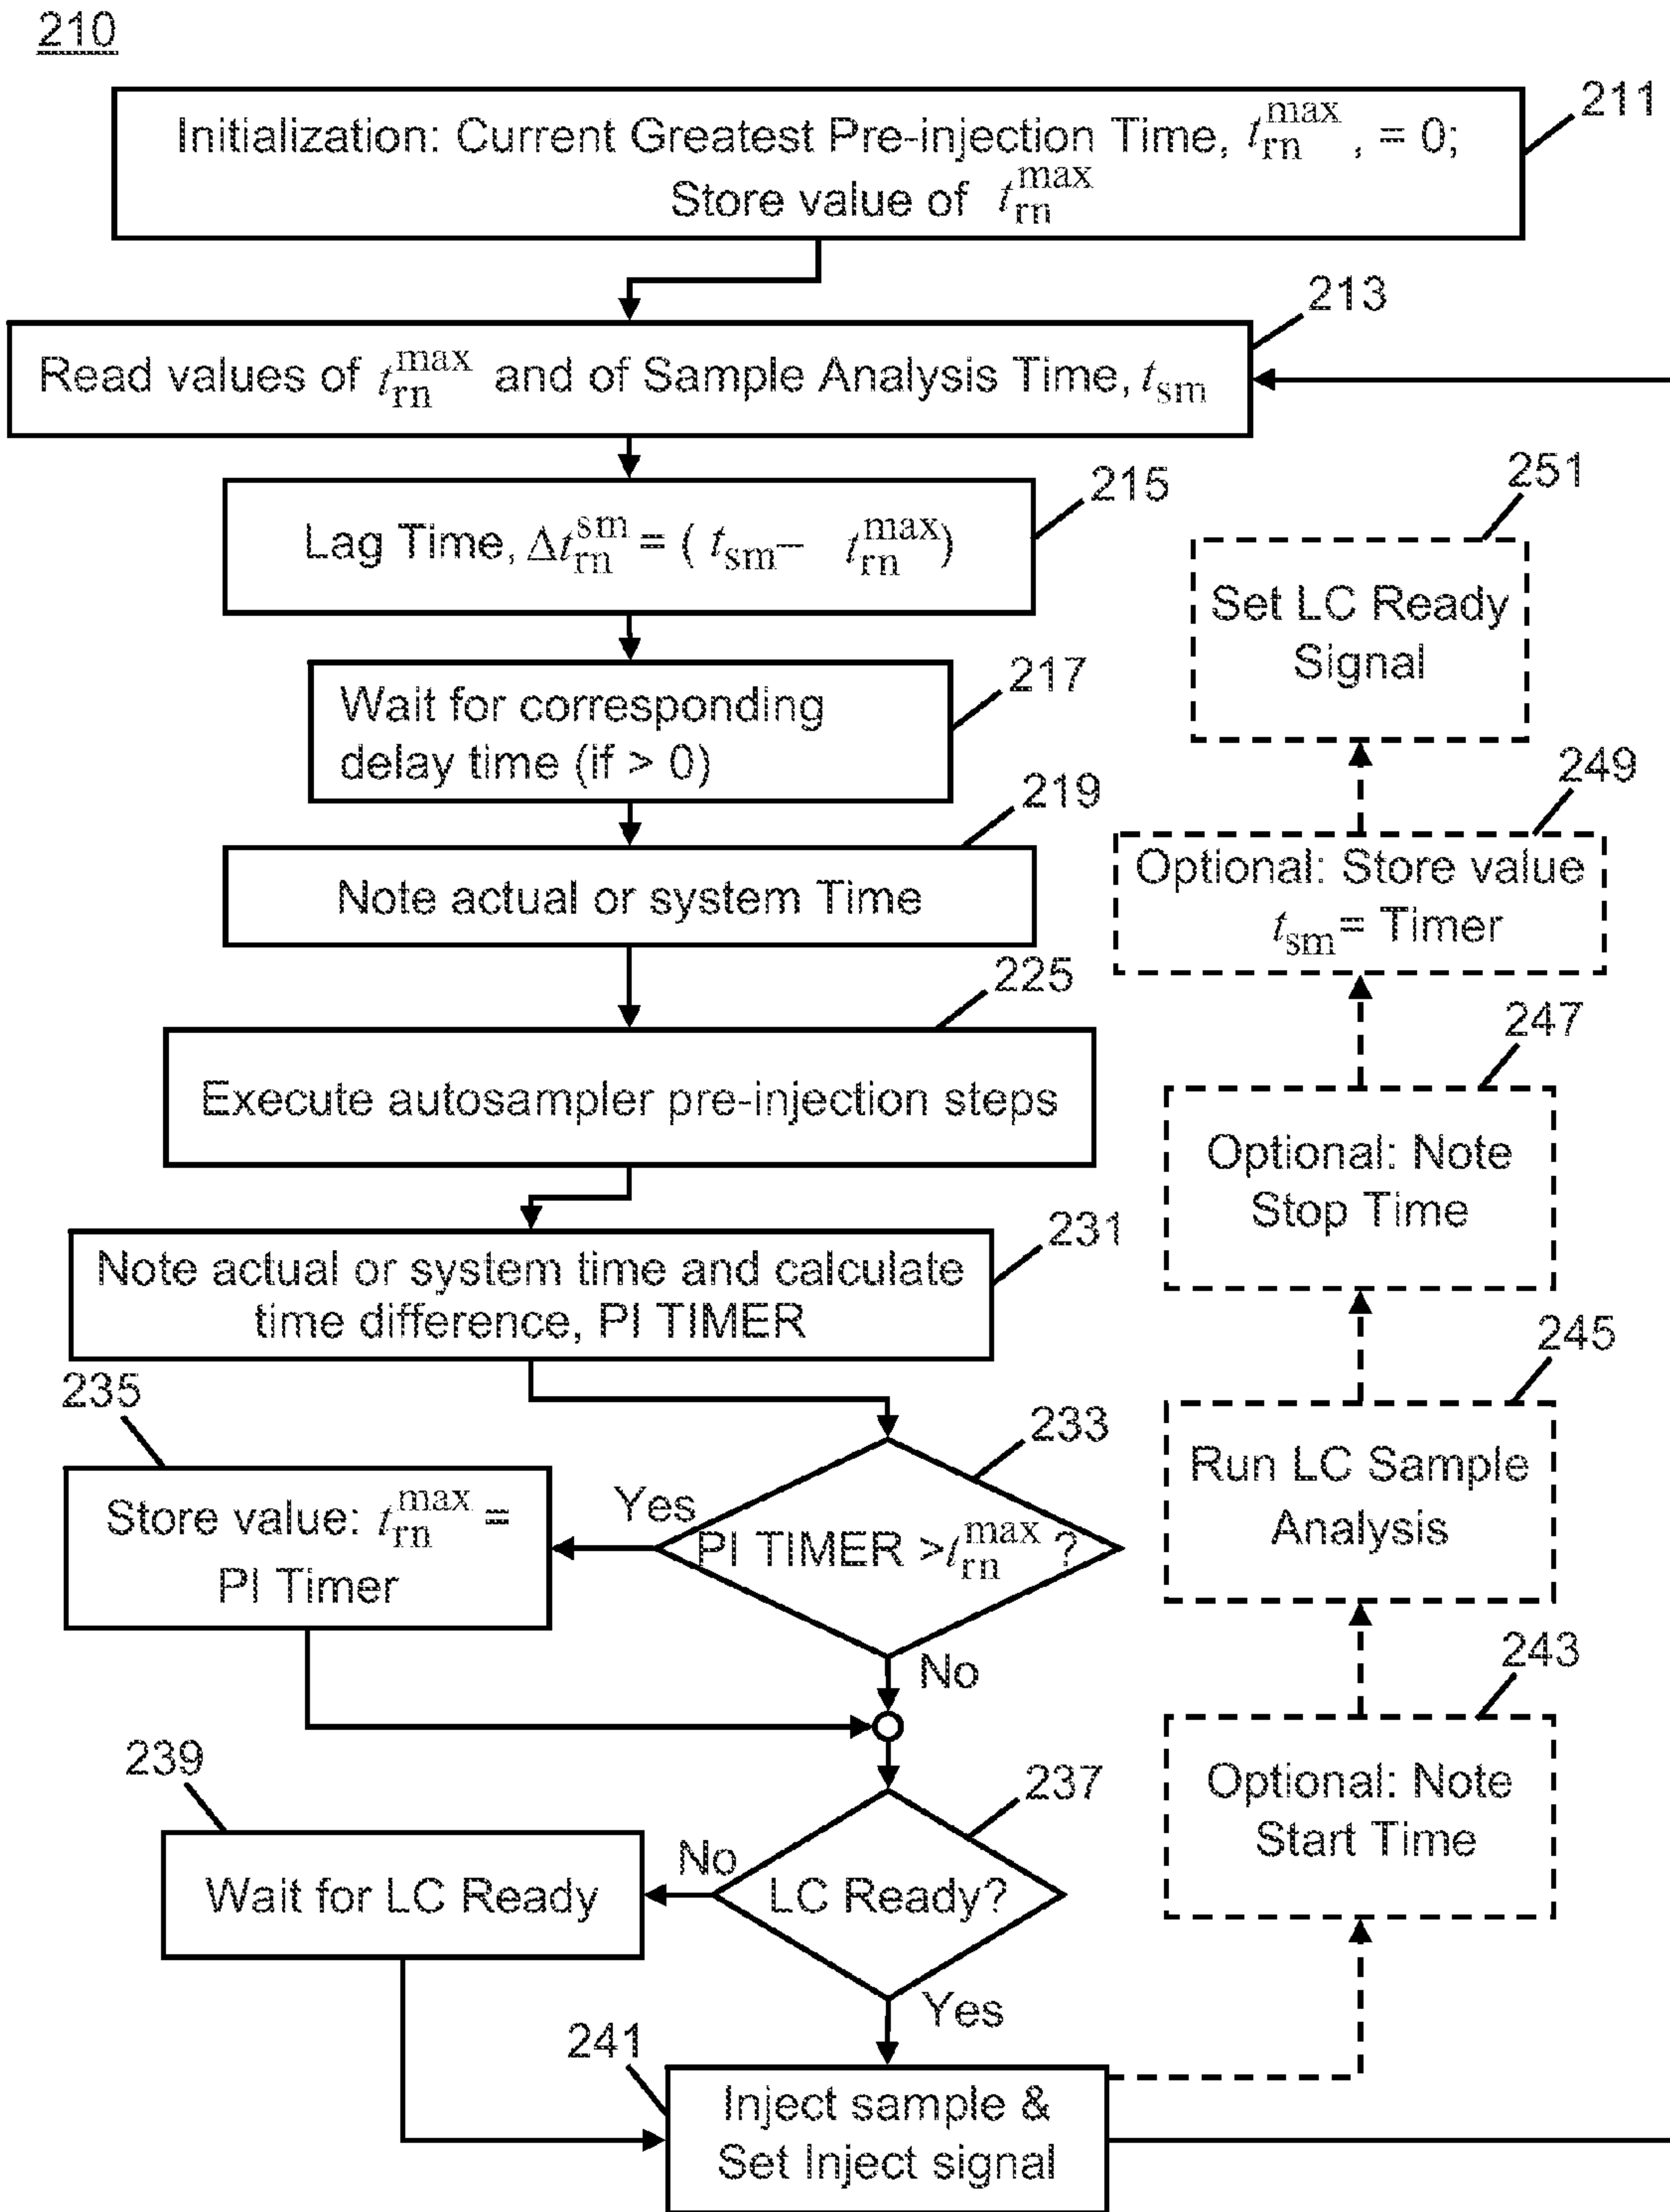 210
211
Initialization: Current Greatest Pre-injection Time, t_rn^max , = 0;
Store value of t_rn^max
213
Read values of t_rn^max and of Sample Analysis Time, t_sm
215
Lag Time, Δt_rn^sm = ( t_sm – t_rn^max)
217
Wait for corresponding
delay time (if > 0)
219
Note actual or system Time
225
Execute autosampler pre-injection steps
231
Note actual or system time and calculate
time difference, PI TIMER
233
PI TIMER >t_rn^max ?
Yes
No
235
Store value: t_rn^max =
PI Timer
237
LC Ready?
No
Yes
239
Wait for LC Ready
241
Inject sample &
Set Inject signal
243
Optional: Note
Start Time
245
Run LC Sample
Analysis
247
Optional: Note
Stop Time
249
Optional: Store value
t_sm = Timer
251
Set LC Ready
Signal